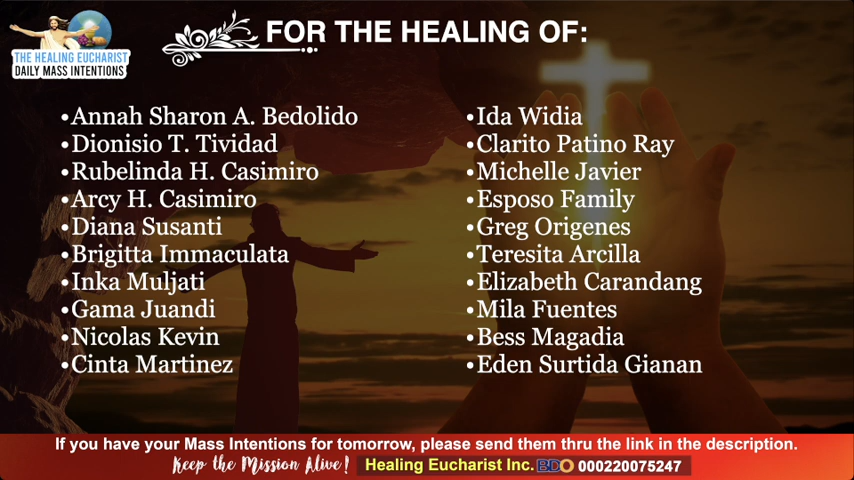 THE HEALING EUCHARIST
DAILY MASS INTENTIONS
FOR THE HEALING OF:
•Annah Sharon A. Bedolido
•Dionisio T. Tividad
•Rubelinda H. Casimiro
•Arcy H. Casimiro
•Diana Susanti
•Brigitta Immaculata
•Inka Muljati
•Gama Juandi
•Nicolas Kevin
•Cinta Martinez
•Ida Widia
•Clarito Patino Ray
•Michelle Javier
•Esposo Family
•Greg Origenes
•Teresita Arcilla
•Elizabeth Carandang
•Mila Fuentes
•Bess Magadia
•Eden Surtida Gianan
If you have your Mass Intentions for tomorrow, please send them thru the link in the description.
Keep the Mission Alive! Healing Eucharist Inc. BDO 000220075247